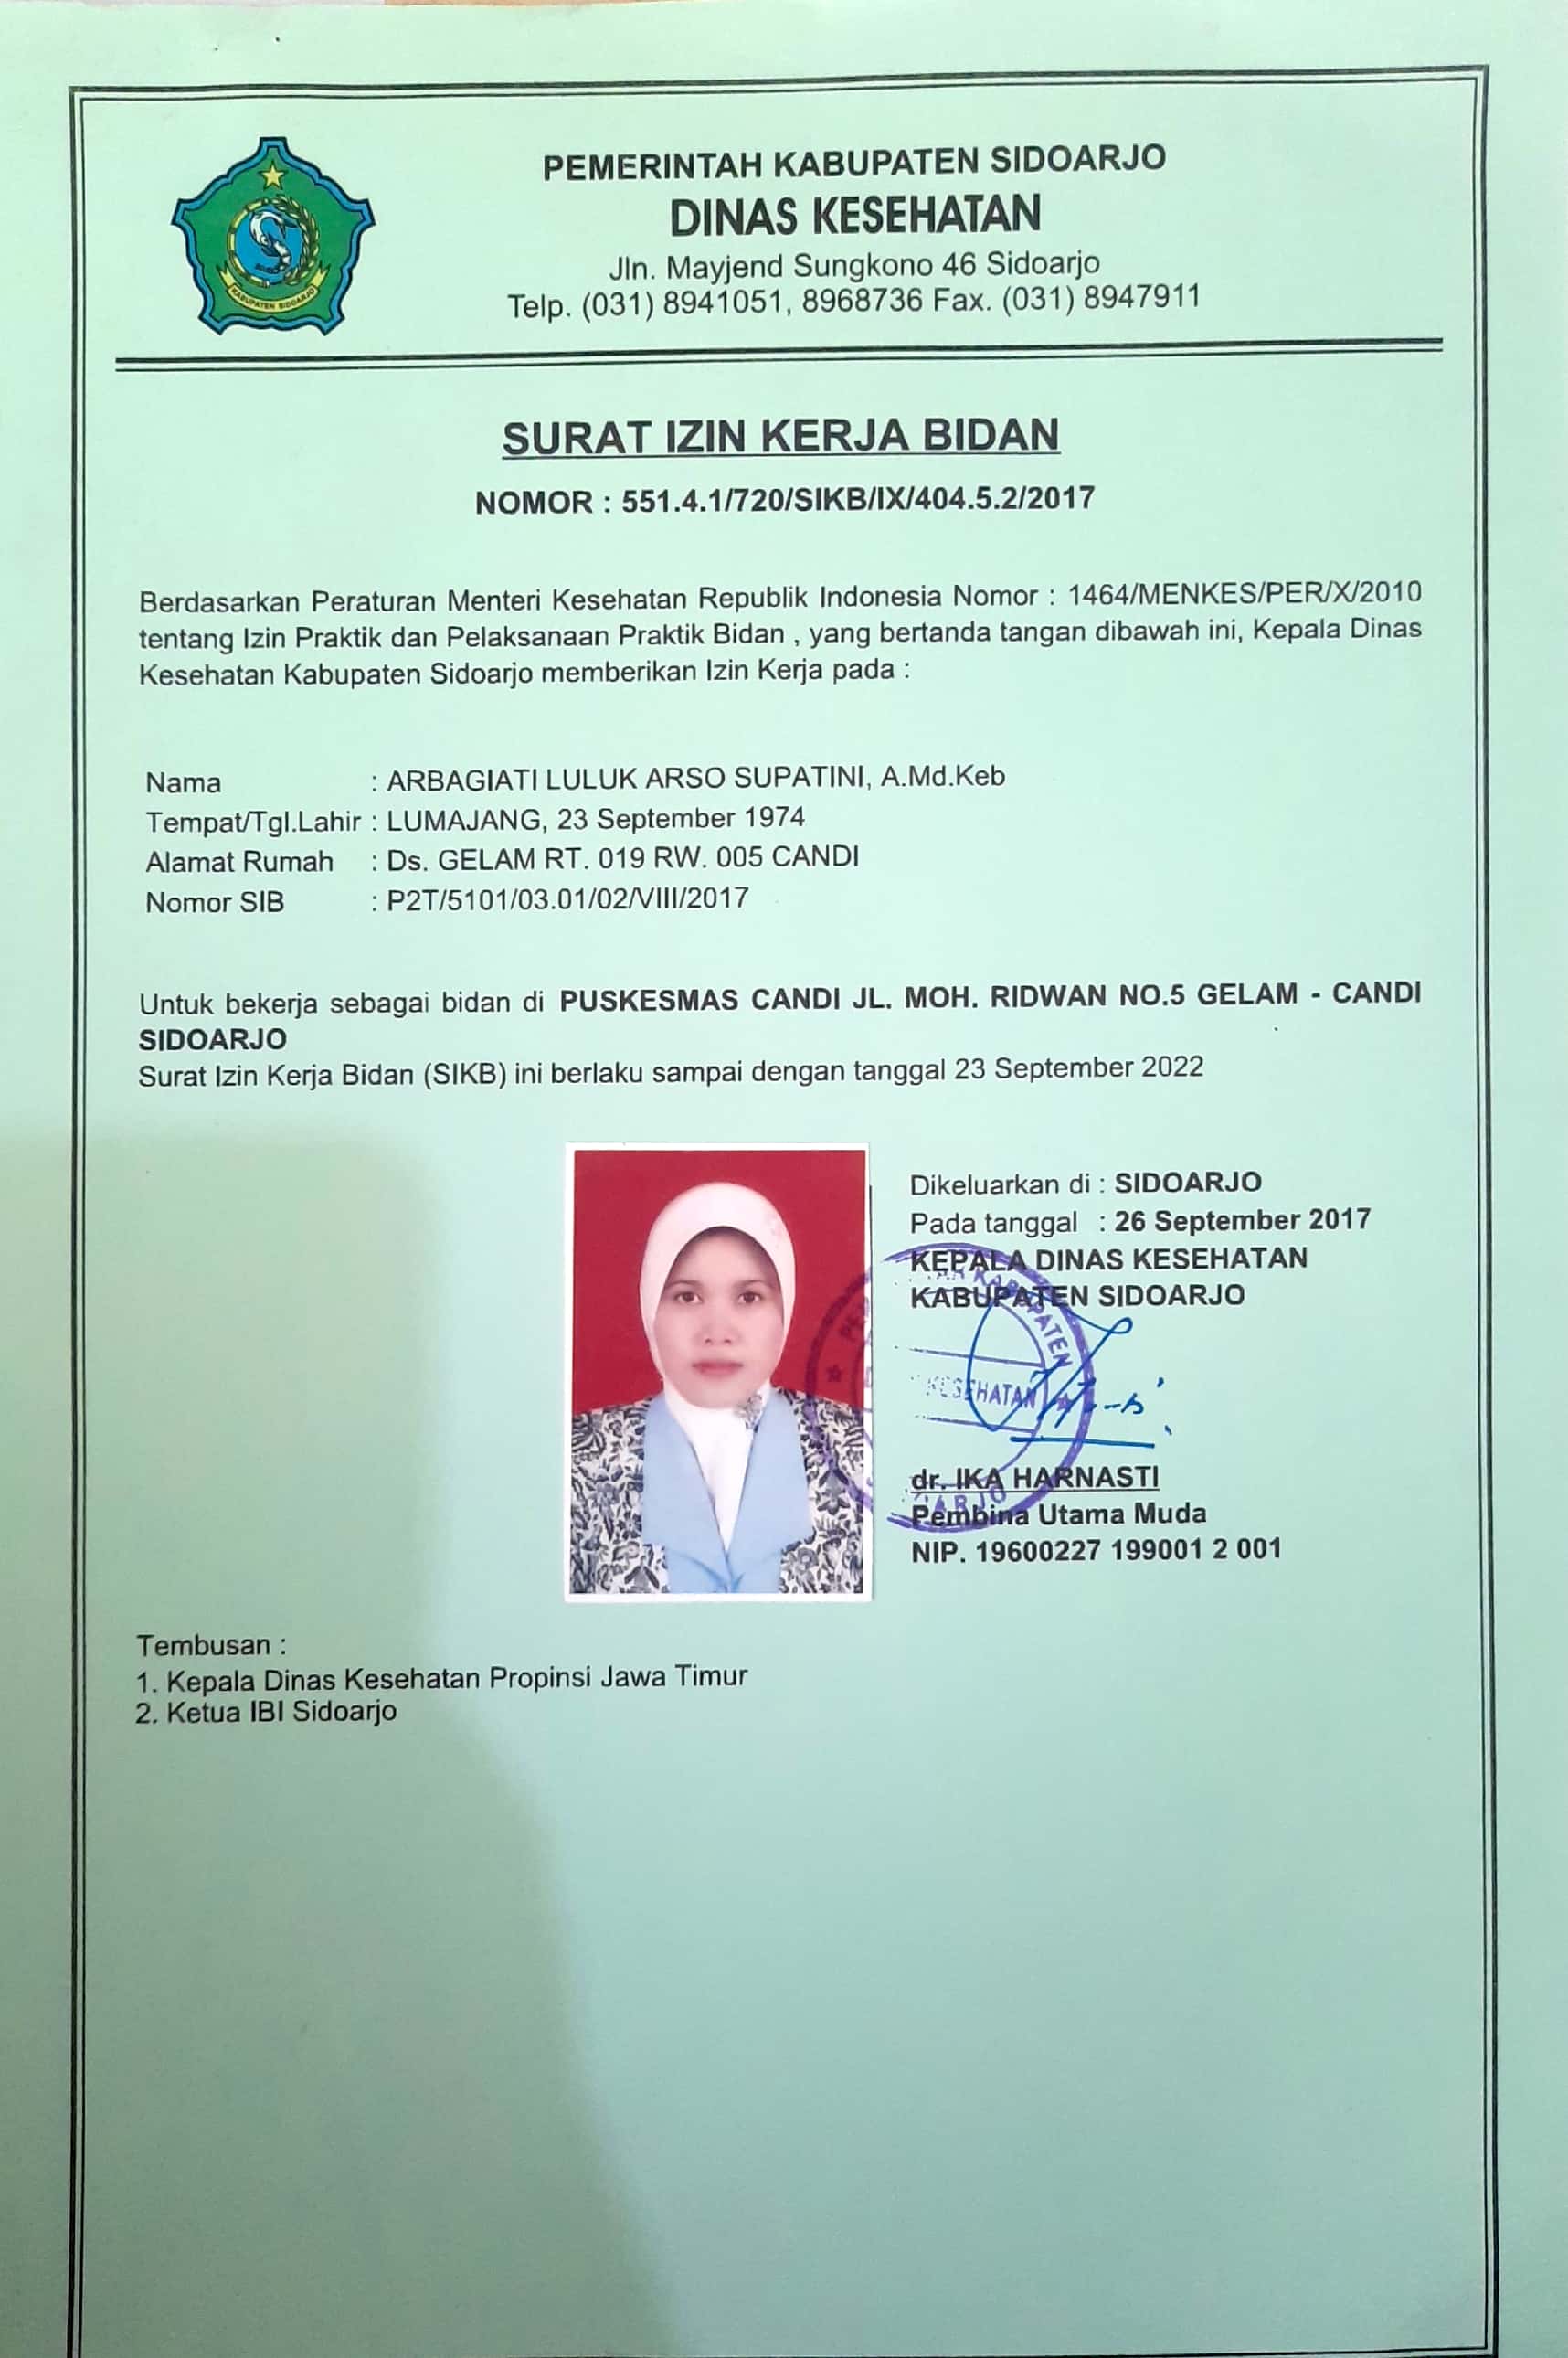 PEMERINTAH KABUPATEN SIDOARJO
DINAS KESEHATAN
Jln. Mayjend Sungkono 46 Sidoarjo
Telp. (031) 8941051, 8968736 Fax. (031) 8947911
KABUPATEN SIDOARJO
SURAT IZIN KERJA BIDAN
NOMOR : 551.4.1/720/SIKB/IX/404.5.2/2017
Berdasarkan Peraturan Menteri Kesehatan Republik Indonesia Nomor : 1464/MENKES/PER/X/2010
tentang Izin Praktik dan Pelaksanaan Praktik Bidan , yang bertanda tangan dibawah ini, Kepala Dinas
Kesehatan Kabupaten Sidoarjo memberikan Izin Kerja pada :
Nama : ARBAGIATI LULUK ARSO SUPATINI, A.Md.Keb
Tempat/Tgl.Lahir : LUMAJANG, 23 September 1974
Alamat Rumah : Ds. GELAM RT. 019 RW. 005 CANDI
Nomor SIB : P2T/5101/03.01/02/VIII/2017
Untuk bekerja sebagai bidan di PUSKESMAS CANDI JL. MOH. RIDWAN NO.5 GELAM - CANDI
SIDOARJO
Surat Izin Kerja Bidan (SIKB) ini berlaku sampai dengan tanggal 23 September 2022
Dikeluarkan di : SIDOARJO
Pada tanggal : 26 September 2017
KEPALA DINAS KESEHATAN
KABUPATEN SIDOARJO
KABUPATEN
KESEHATAN
dr. IKA HARNASTI
Pembina Utama Muda
NIP. 19600227 199001 2 001
Tembusan :
1. Kepala Dinas Kesehatan Propinsi Jawa Timur
2. Ketua IBI Sidoarjo